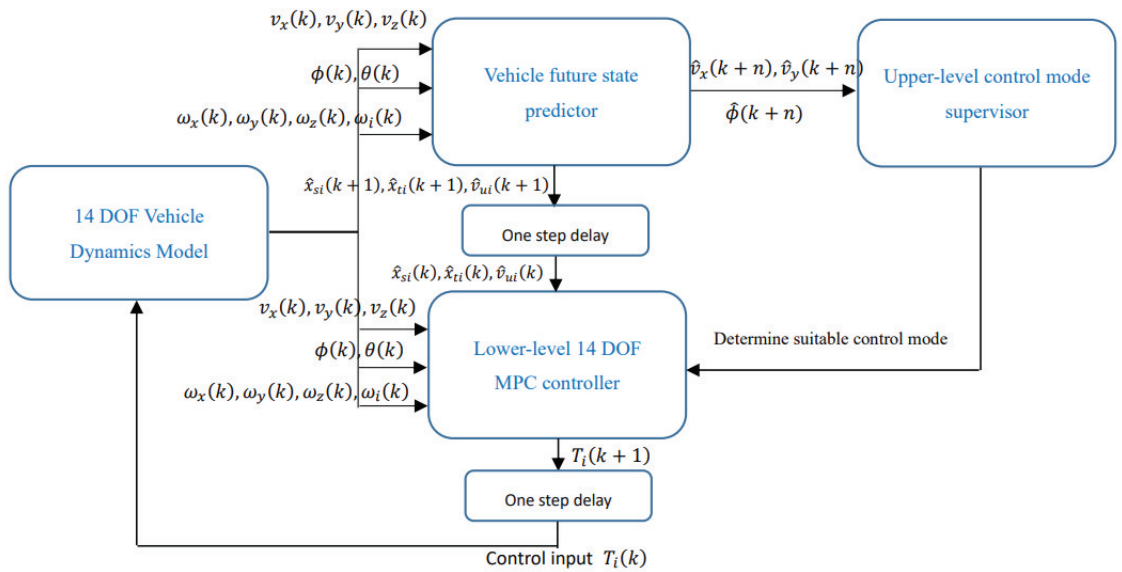 v_x(k), v_y(k), v_z(k)
ϕ(k), θ(k)
ω_x(k), ω_y(k), ω_z(k), ω_i(k)
Vehicle future state
predictor
v̂_x(k + n), v̂_y(k + n)
ϕ̂(k + n)
Upper-level control mode
supervisor
x̂_si(k + 1), x̂_ti(k + 1), v̂_ui(k + 1)
14 DOF Vehicle
Dynamics Model
One step delay
x̂_si(k), x̂_ti(k), v̂_ui(k)
v_x(k), v_y(k), v_z(k)
ϕ(k), θ(k)
ω_x(k), ω_y(k), ω_z(k), ω_i(k)
Lower-level 14 DOF
MPC controller
Determine suitable control mode
T_i(k + 1)
One step delay
Control input T_i(k)